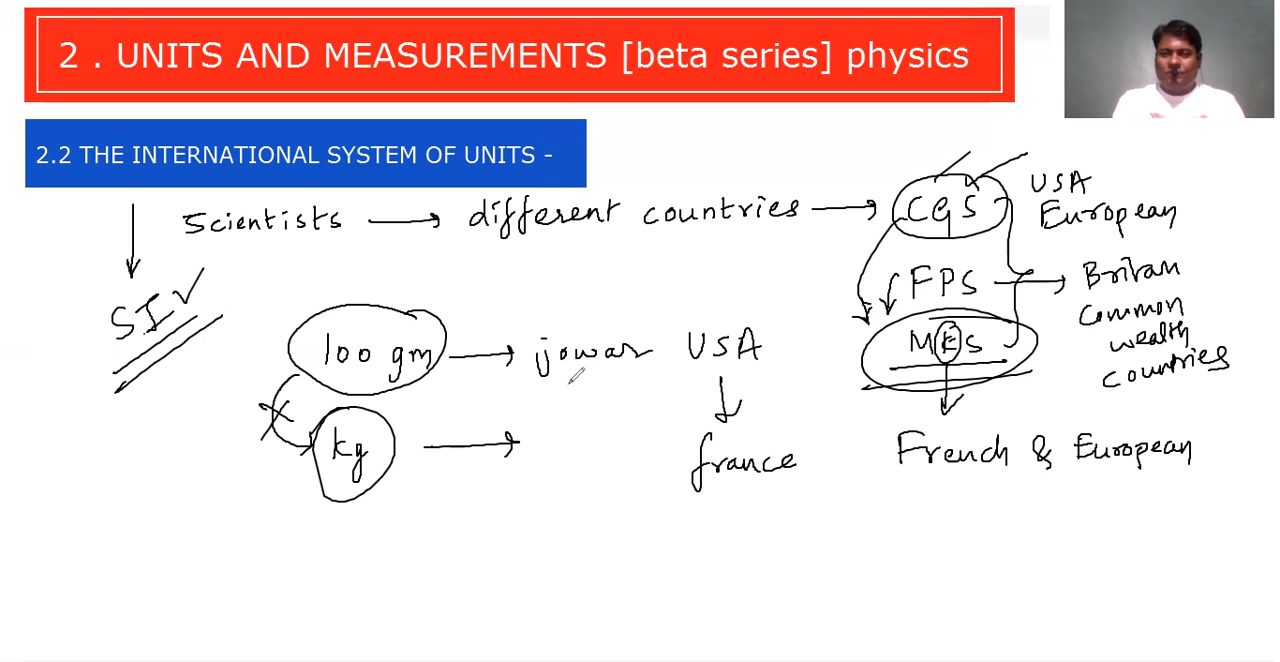 2 . UNITS AND MEASUREMENTS [beta series] physics
2.2 THE INTERNATIONAL SYSTEM OF UNITS -
Scientists → different countries → CGS
USA
European
SI ✓
FPS → Britan
Common
wealth
countries
MKS
100 gm → jowar USA
kg →
france
French & European